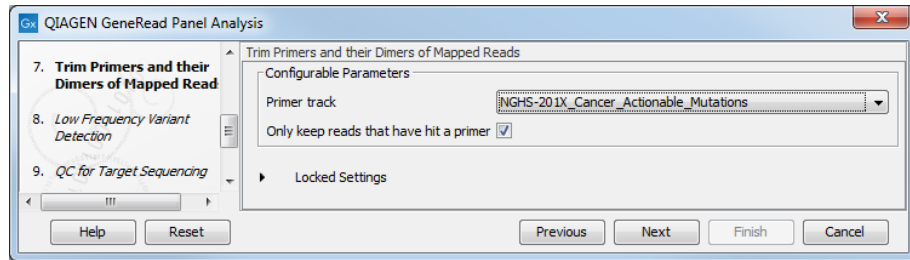 Gx QIAGEN GeneRead Panel Analysis
7. Trim Primers and their
Dimers of Mapped Read
8. Low Frequency Variant
Detection
9. QC for Target Sequencing
Trim Primers and their Dimers of Mapped Reads
Configurable Parameters
Primer track NGHS-201X_Cancer_Actionable_Mutations
Only keep reads that have hit a primer
Locked Settings
Help Reset Previous Next Finish Cancel